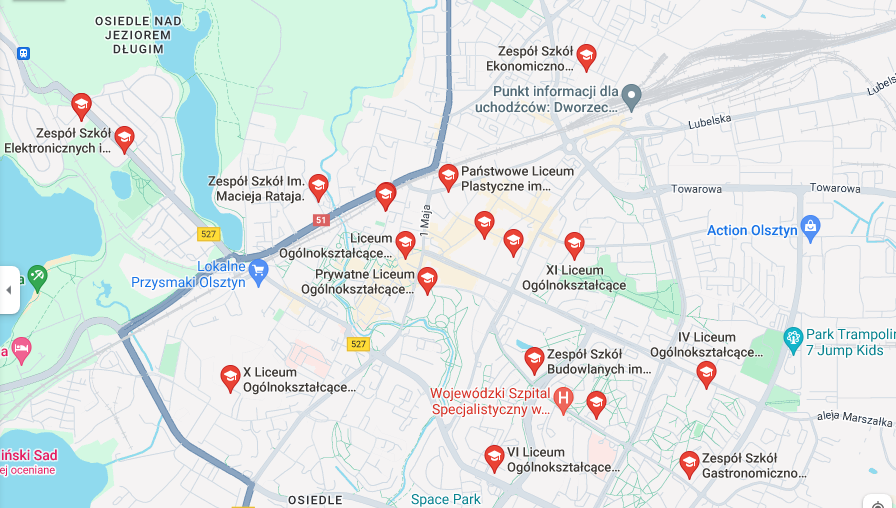 OSIEDLE NAD
JEZIOREM
DŁUGIM
Zespół Szkół
Ekonomiczno…
Punkt informacji dla
uchodźców: Dworzec…
Lubelska
Lubelska
Zespół Szkół
Elektronicznych i…
Zespół Szkół Im.
Macieja Rataja.
Państwowe Liceum
Plastyczne im…
Towarowa
Towarowa
51
1 Maja
527
Action Olsztyn
Liceum
Ogólnokształcące…
Lokalne
Przysmaki Olsztyn
Prywatne Liceum
Ogólnokształcące…
XI Liceum
Ogólnokształcące
a
527
IV Liceum
Ogólnokształcące…
Park Trampolin
7 Jump Kids
a
Zespół Szkół
Budowlanych im…
X Liceum
Ogólnokształcące…
Wojewódzki Szpital
Specjalistyczny w…
H
aleja Marszałka
iński Sad
ej oceniane
VI Liceum
Ogólnokształcące…
Zespół Szkół
Gastronomiczno…
OSIEDLE
Space Park